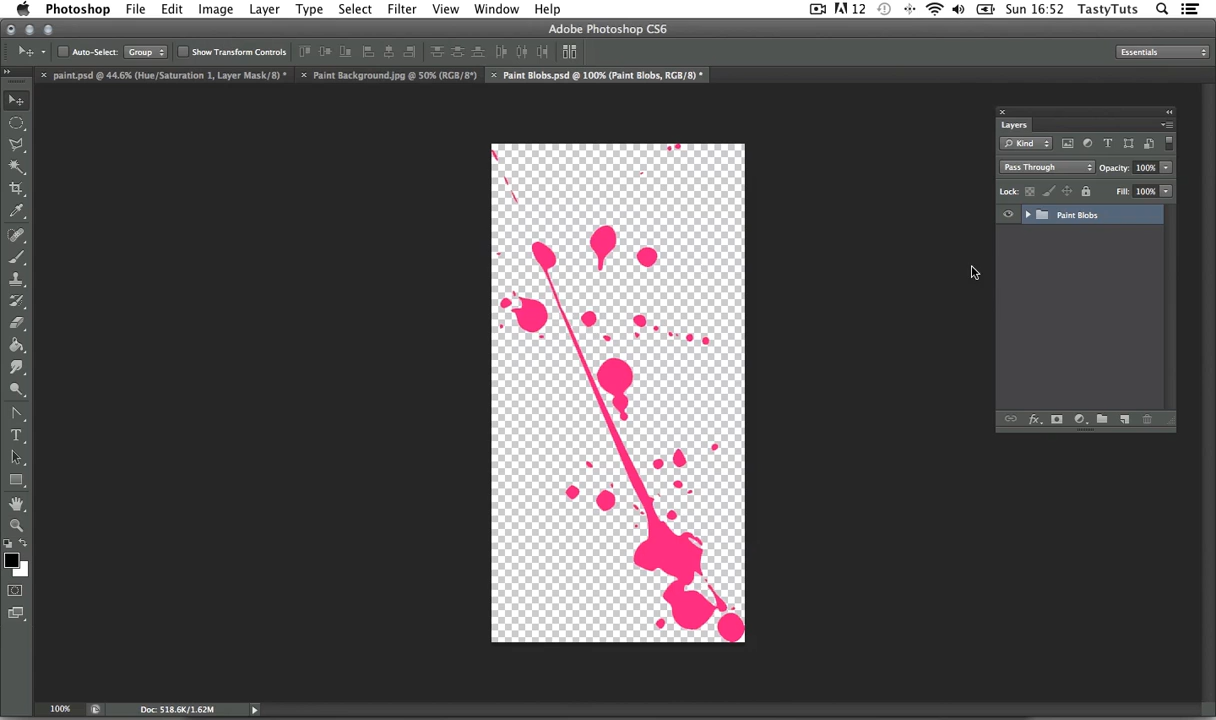 Photoshop File Edit Image Layer Type Select Filter View Window Help 12 Sun 16:52 TastyTuts
Adobe Photoshop CS6
Auto-Select: Group Show Transform Controls Essentials
paint.psd @ 44.6% (Hue/Saturation 1, Layer Mask/8) * Paint Background.jpg @ 50% (RGB/8*) Paint Blobs.psd @ 100% (Paint Blobs, RGB/8) *
Layers
Kind
Pass Through Opacity: 100%
Lock: Fill: 100%
Paint Blobs
fx
100% Doc: 518.6K/1.62M